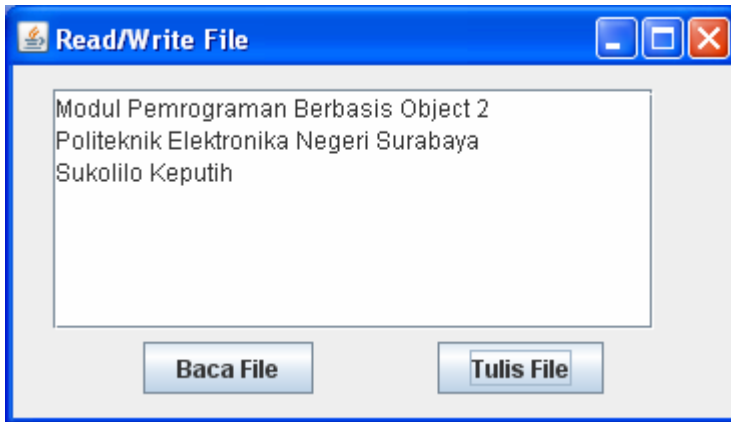 Read/Write File
Modul Pemrograman Berbasis Object 2
Politeknik Elektronika Negeri Surabaya
Sukolilo Keputih
Baca File Tulis File